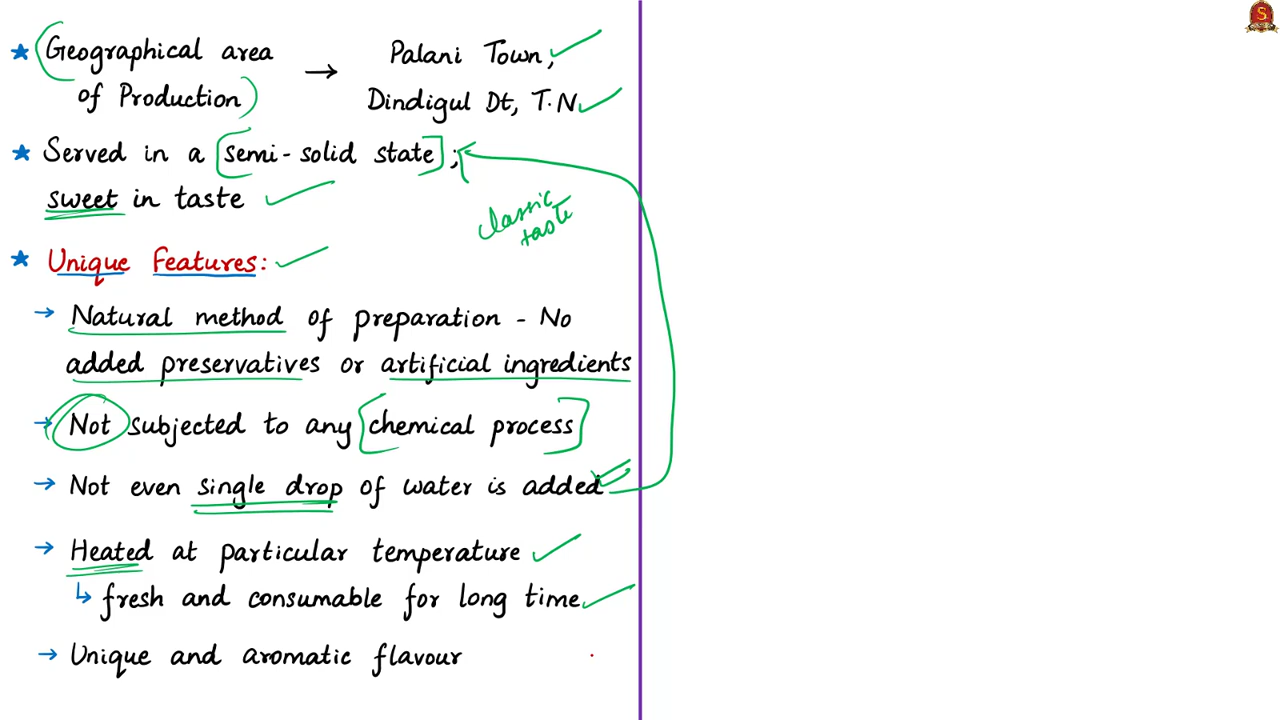 ★ Geographical area → Palani Town,
of Production Dindigul Dt, T.N
★ Served in a semi-solid state ;
sweet in taste
classic
taste
★ Unique Features:
→ Natural method of preparation - No
added preservatives or artificial ingredients
→ Not subjected to any chemical process
→ Not even single drop of water is added
→ Heated at particular temperature
↳ fresh and consumable for long time
→ Unique and aromatic flavour
S